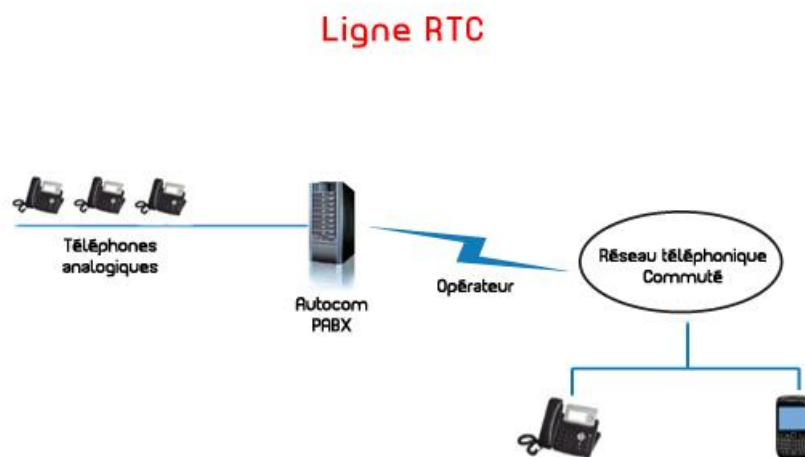 Ligne RTC
Téléphones
analogiques
Autocom
PABX
Opérateur
Réseau téléphonique
Commuté